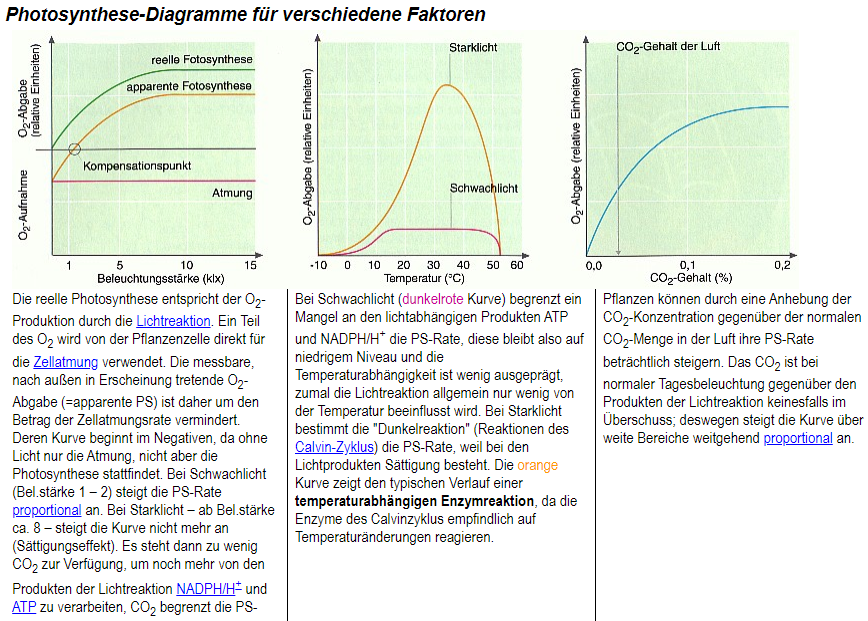 Photosynthese-Diagramme für verschiedene Faktoren
O2-Abgabe
(relative Einheiten)
O2-Aufnahme
reelle Fotosynthese
apparente Fotosynthese
Kompensationspunkt
Atmung
1 5 10 15
Beleuchtungsstärke (klx)
O2-Abgabe (relative Einheiten)
Starklicht
Schwachlicht
-10 0 10 20 30 40 50 60
Temperatur (°C)
O2-Abgabe (relative Einheiten)
CO2-Gehalt der Luft
0,0 0,1 0,2
CO2-Gehalt (%)
Die reelle Photosynthese entspricht der O2-
Produktion durch die Lichtreaktion. Ein Teil
des O2 wird von der Pflanzenzelle direkt für
die Zellatmung verwendet. Die messbare,
nach außen in Erscheinung tretende O2-
Abgabe (=apparente PS) ist daher um den
Betrag der Zellatmungsrate vermindert.
Deren Kurve beginnt im Negativen, da ohne
Licht nur die Atmung, nicht aber die
Photosynthese stattfindet. Bei Schwachlicht
(Bel.stärke 1 – 2) steigt die PS-Rate
proportional an. Bei Starklicht – ab Bel.stärke
ca. 8 – steigt die Kurve nicht mehr an
(Sättigungseffekt). Es steht dann zu wenig
CO2 zur Verfügung, um noch mehr von den
Produkten der Lichtreaktion NADPH/H+ und
ATP zu verarbeiten, CO2 begrenzt die PS-
Bei Schwachlicht (dunkelrote Kurve) begrenzt ein
Mangel an den lichtabhängigen Produkten ATP
und NADPH/H+ die PS-Rate, diese bleibt also auf
niedrigem Niveau und die
Temperaturabhängigkeit ist wenig ausgeprägt,
zumal die Lichtreaktion allgemein nur wenig von
der Temperatur beeinflusst wird. Bei Starklicht
bestimmt die "Dunkelreaktion" (Reaktionen des
Calvin-Zyklus) die PS-Rate, weil bei den
Lichtprodukten Sättigung besteht. Die orange
Kurve zeigt den typischen Verlauf einer
temperaturabhängigen Enzymreaktion, da die
Enzyme des Calvinzyklus empfindlich auf
Temperaturänderungen reagieren.
Pflanzen können durch eine Anhebung der
CO2-Konzentration gegenüber der normalen
CO2-Menge in der Luft ihre PS-Rate
beträchtlich steigern. Das CO2 ist bei
normaler Tagesbeleuchtung gegenüber den
Produkten der Lichtreaktion keinesfalls im
Überschuss; deswegen steigt die Kurve über
weite Bereiche weitgehend proportional an.